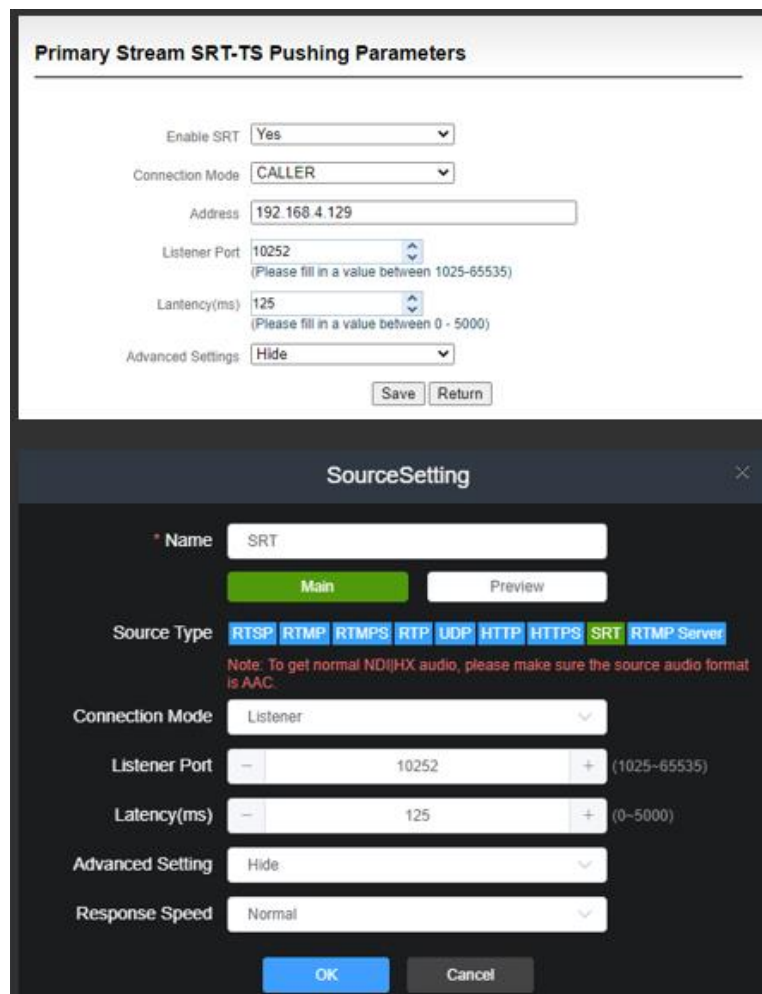 Primary Stream SRT-TS Pushing Parameters
Enable SRT Yes
Connection Mode CALLER
Address 192.168.4.129
Listener Port 10252
(Please fill in a value between 1025-65535)
Lantency(ms) 125
(Please fill in a value between 0 - 5000)
Advanced Settings Hide
Save Return
SourceSetting
* Name SRT
Main Preview
Source Type RTSP RTMP RTMPS RTP UDP HTTP HTTPS SRT RTMP Server
Note: To get normal NDI|HX audio, please make sure the source audio format
is AAC.
Connection Mode Listener
Listener Port − 10252 + (1025~65535)
Latency(ms) − 125 + (0~5000)
Advanced Setting Hide
Response Speed Normal
OK Cancel